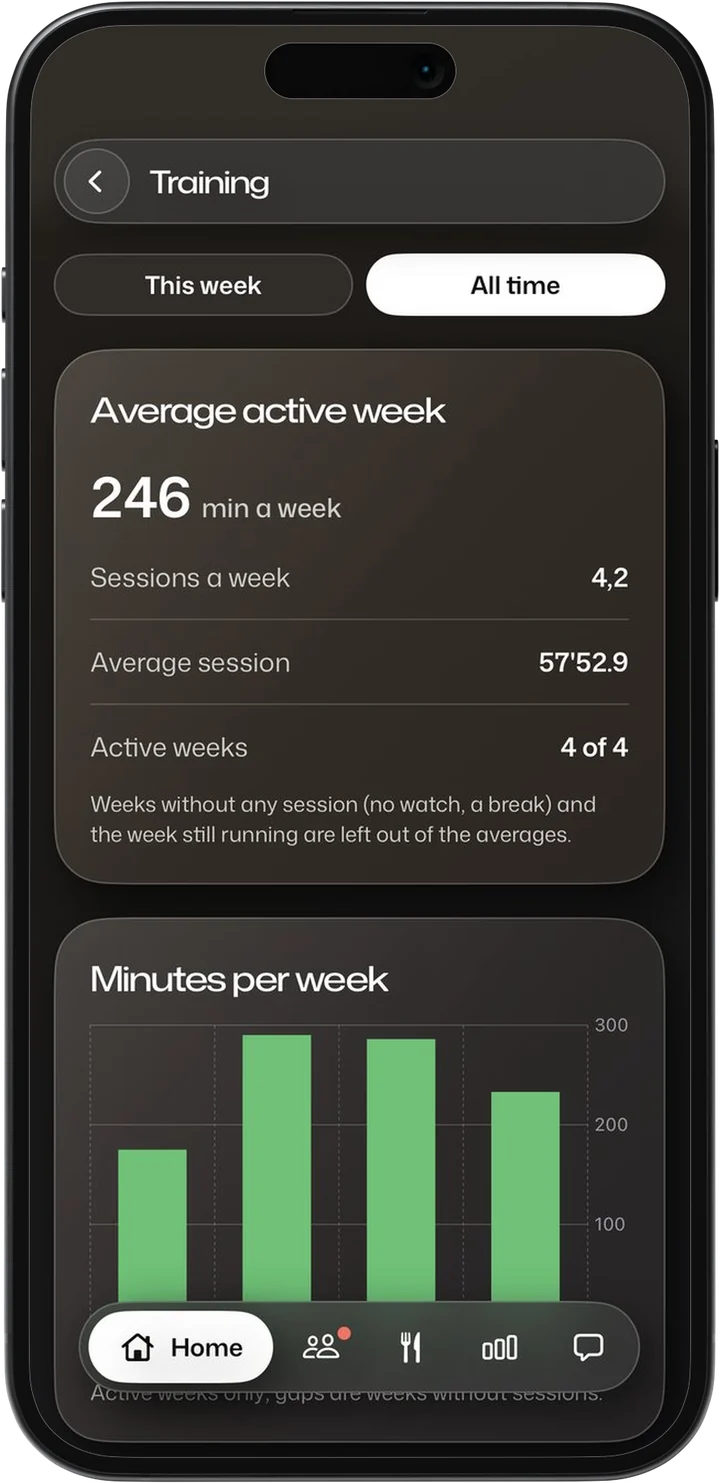 Training
This week
All time
Average active week
246 min a week
Sessions a week 4,2
Average session 57'52.9
Active weeks 4 of 4
Weeks without any session (no watch, a break) and
the week still running are left out of the averages.
Minutes per week
300
200
100
Home
Active weeks only; gaps are weeks without sessions.